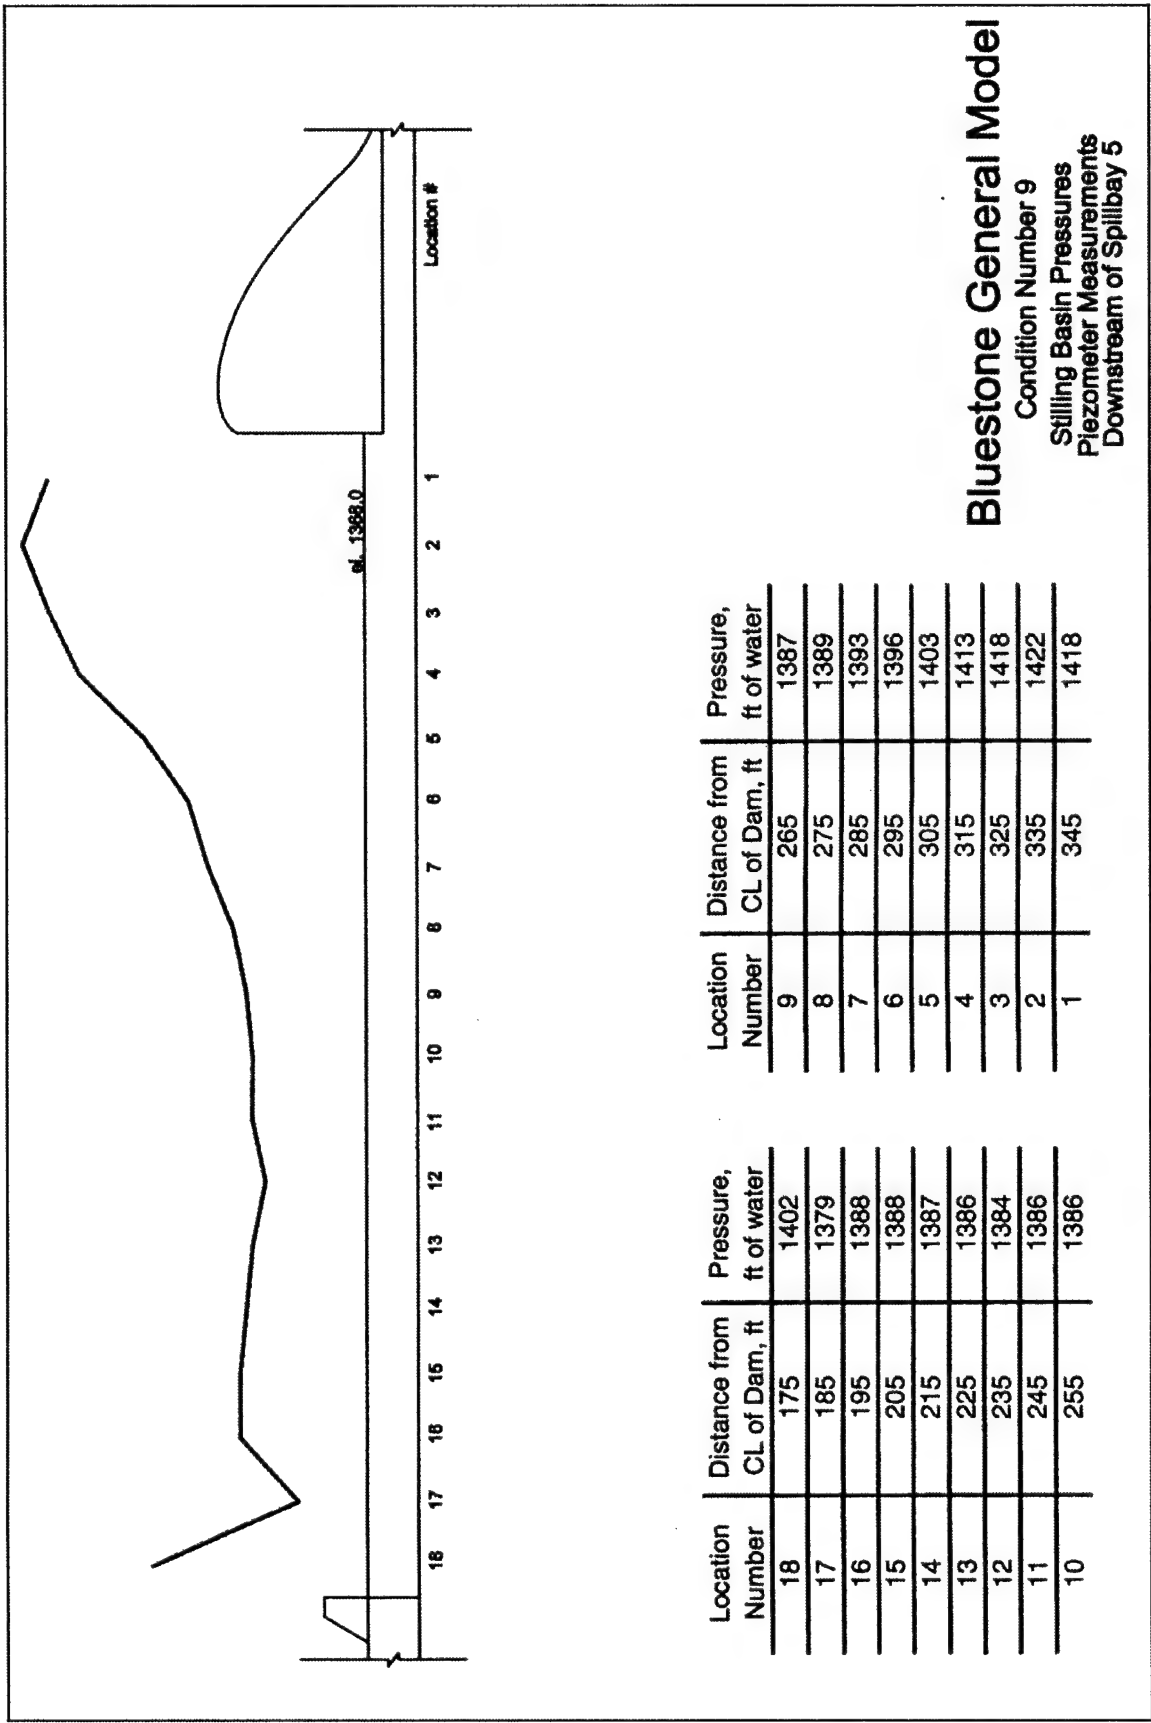 el. 1368.0
18 17 16 15 14 13 12 11 10 9 8 7 6 5 4 3 2 1 Location #
Location Number Distance from CL of Dam, ft Pressure, ft of water
18 175 1402
17 185 1379
16 195 1388
15 205 1388
14 215 1387
13 225 1386
12 235 1384
11 245 1386
10 255 1386
Location Number Distance from CL of Dam, ft Pressure, ft of water
9 265 1387
8 275 1389
7 285 1393
6 295 1396
5 305 1403
4 315 1413
3 325 1418
2 335 1422
1 345 1418
Bluestone General Model
Condition Number 9
Stilling Basin Pressures
Piezometer Measurements
Downstream of Spillbay 5